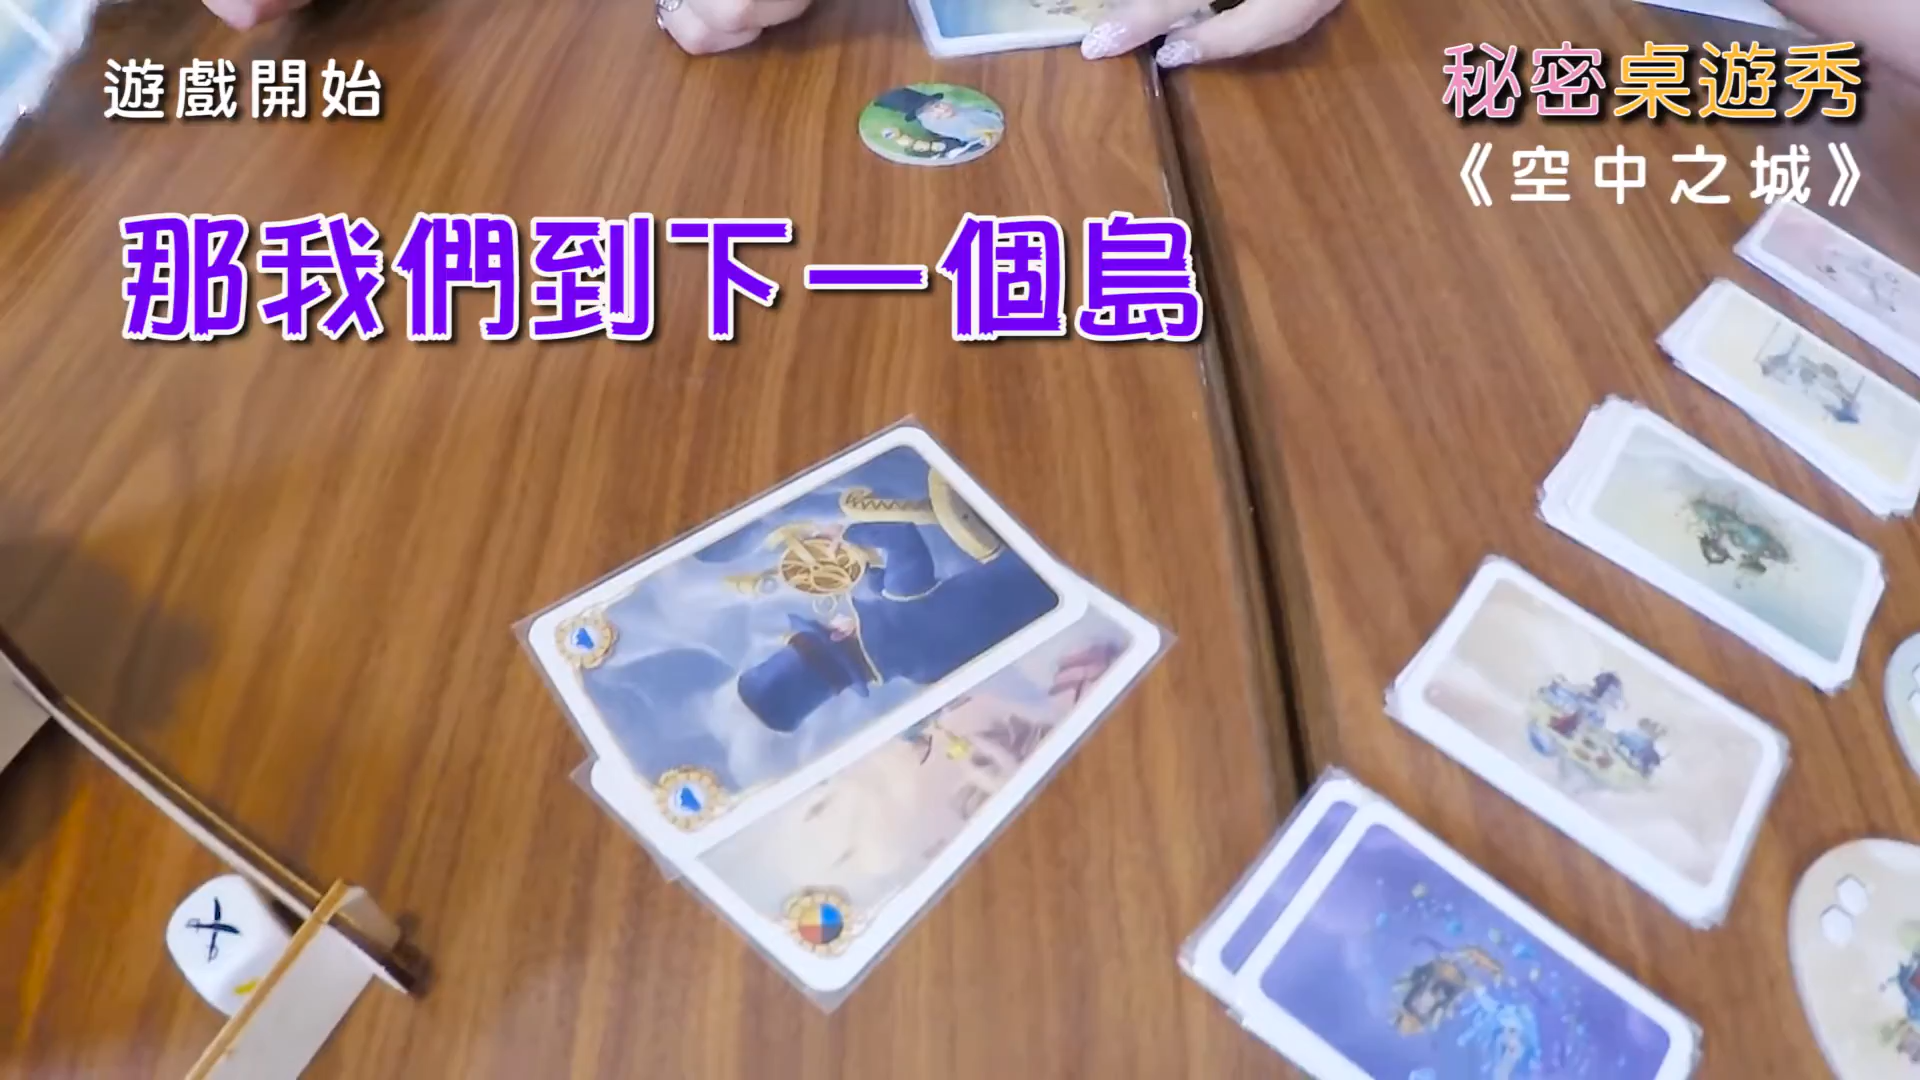 遊戲開始
秘密桌遊秀
《空中之城》
那我們到下一個島